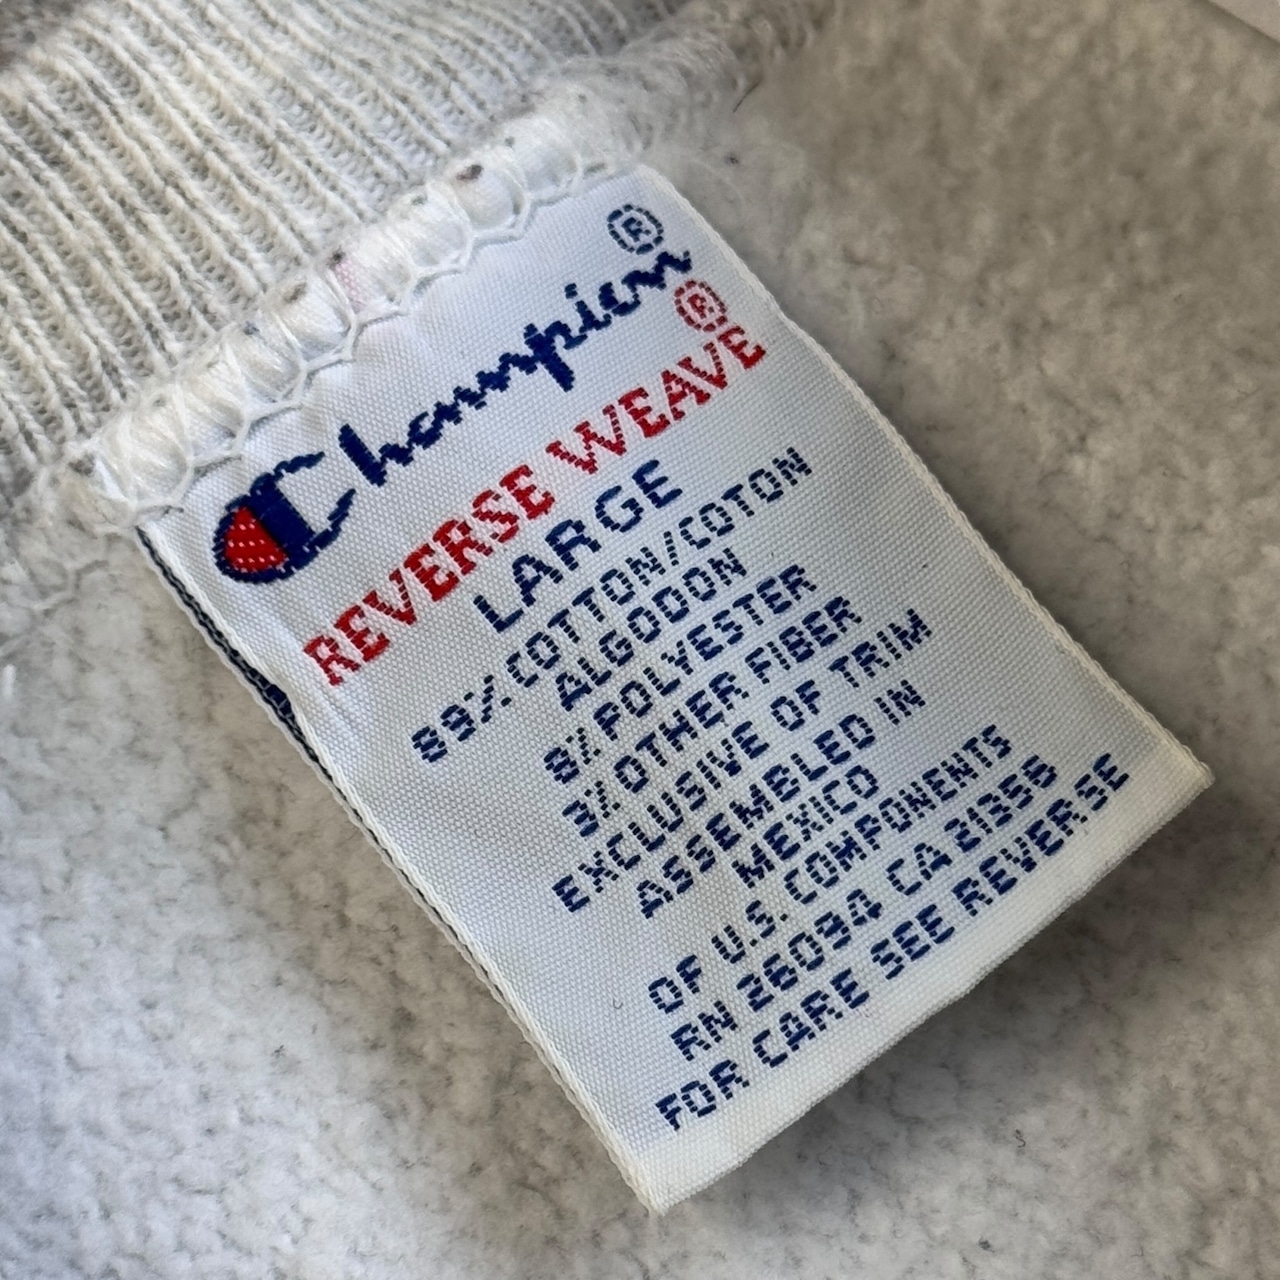 Champion®
REVERSE WEAVE®
LARGE
89% COTTON/COTON
ALGODON
8% POLYESTER
3% OTHER FIBER
EXCLUSIVE OF TRIM
ASSEMBLED IN
MEXICO
OF U.S. COMPONENTS
RN 26094 CA 21356
FOR CARE SEE REVERSE